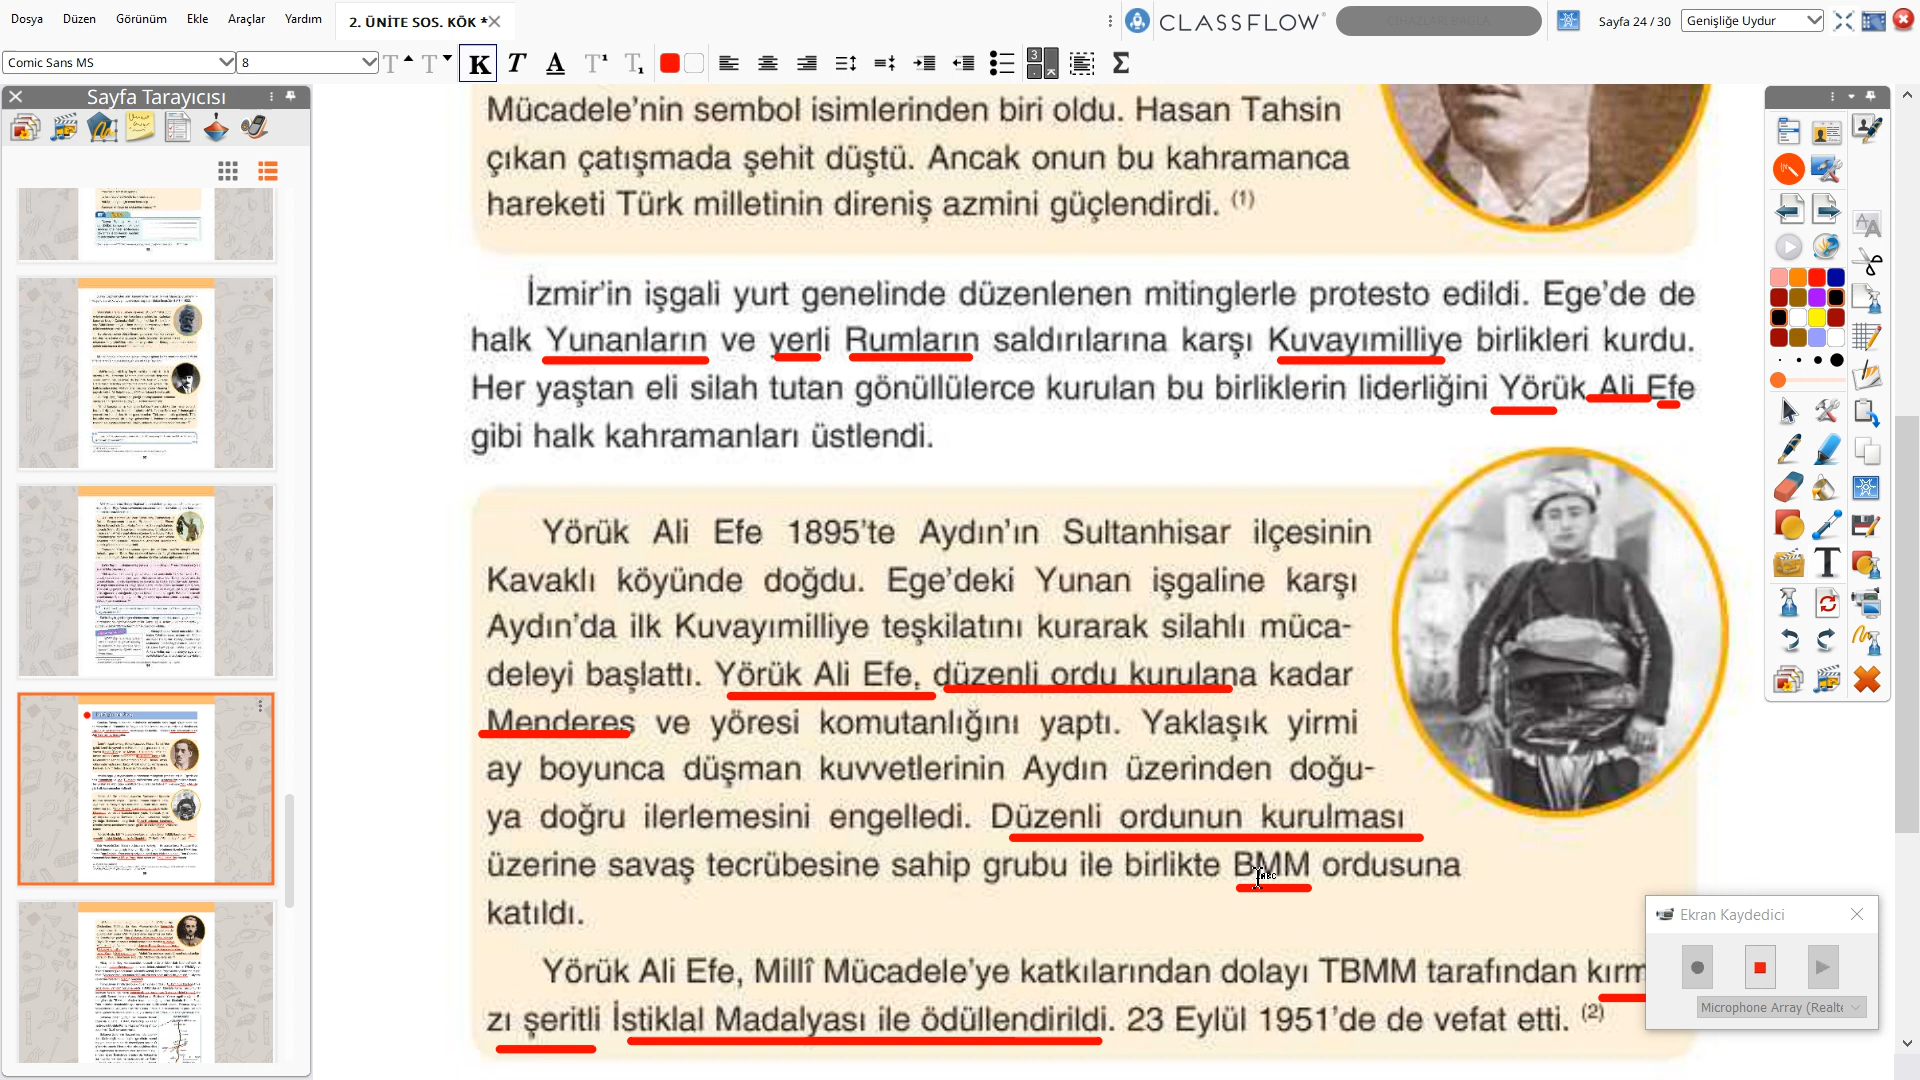 Dosya Düzen Görünüm Ekle Araçlar Yardım
2. ÜNİTE SOS. KÖK *
CLASSFLOW
Sayfa 24 / 30
Genişliğe Uydur
Comic Sans MS
8
K T A T¹ T₁
Sayfa Tarayıcısı
Mücadele’nin sembol isimlerinden biri oldu. Hasan Tahsin
çıkan çatışmada şehit düştü. Ancak onun bu kahramanca
hareketi Türk milletinin direniş azmini güçlendirdi. (1)
İzmir’in işgali yurt genelinde düzenlenen mitinglerle protesto edildi. Ege’de de
halk Yunanların ve yerli Rumların saldırılarına karşı Kuvayımilliye birlikleri kurdu.
Her yaştan eli silah tutan gönüllülerce kurulan bu birliklerin liderliğini Yörük Ali Efe
gibi halk kahramanları üstlendi.
Yörük Ali Efe 1895’te Aydın’ın Sultanhisar ilçesinin
Kavaklı köyünde doğdu. Ege’deki Yunan işgaline karşı
Aydın’da ilk Kuvayımilliye teşkilatını kurarak silahlı müca-
deleyi başlattı. Yörük Ali Efe, düzenli ordu kurulana kadar
Menderes ve yöresi komutanlığını yaptı. Yaklaşık yirmi
ay boyunca düşman kuvvetlerinin Aydın üzerinden doğu-
ya doğru ilerlemesini engelledi. Düzenli ordunun kurulması
üzerine savaş tecrübesine sahip grubu ile birlikte BMM ordusuna
katıldı.
Yörük Ali Efe, Millî Mücadele’ye katkılarından dolayı TBMM tarafından kırm
zı şeritli İstiklal Madalyası ile ödüllendirildi. 23 Eylül 1951’de de vefat etti. (2)
Ekran Kaydedici
Microphone Array (Realte